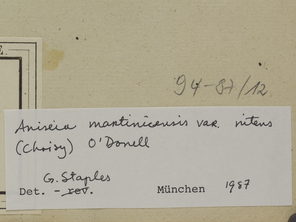 E.
94-87/12
Aniseia martinicensis var. nitens
(Choisy) O'Donell
G. Staples
Det. - rev. München 1987